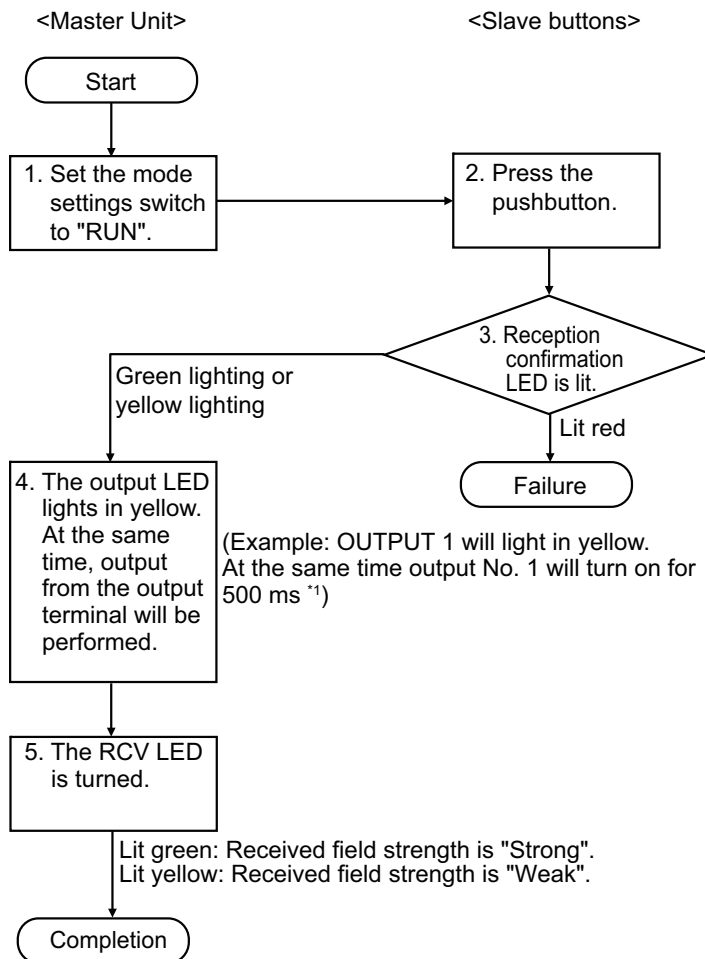 <Master Unit>
<Slave buttons>
Start
1. Set the mode
settings switch
to "RUN".
2. Press the
pushbutton.
3. Reception
confirmation
LED is lit.
Green lighting or
yellow lighting
Lit red
Failure
4. The output LED
lights in yellow.
At the same
time, output
from the output
terminal will be
performed.
(Example: OUTPUT 1 will light in yellow.
At the same time output No. 1 will turn on for
500 ms *1)
5. The RCV LED
is turned.
Lit green: Received field strength is "Strong".
Lit yellow: Received field strength is "Weak".
Completion